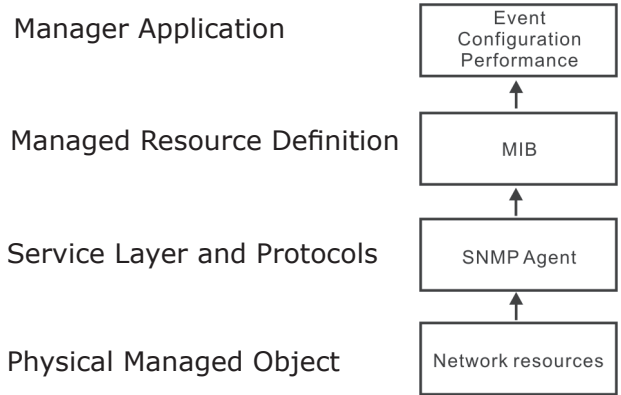 Manager Application
Event
Configuration
Performance
Managed Resource Definition
MIB
Service Layer and Protocols
SNMP Agent
Physical Managed Object
Network resources